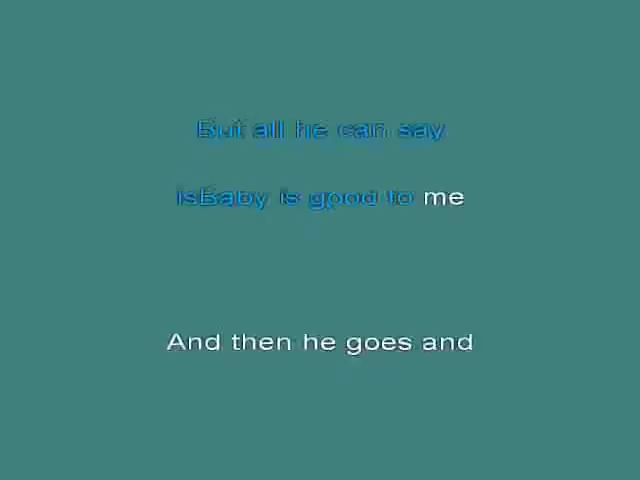 But all he can say
isBaby is good to me
And then he goes and